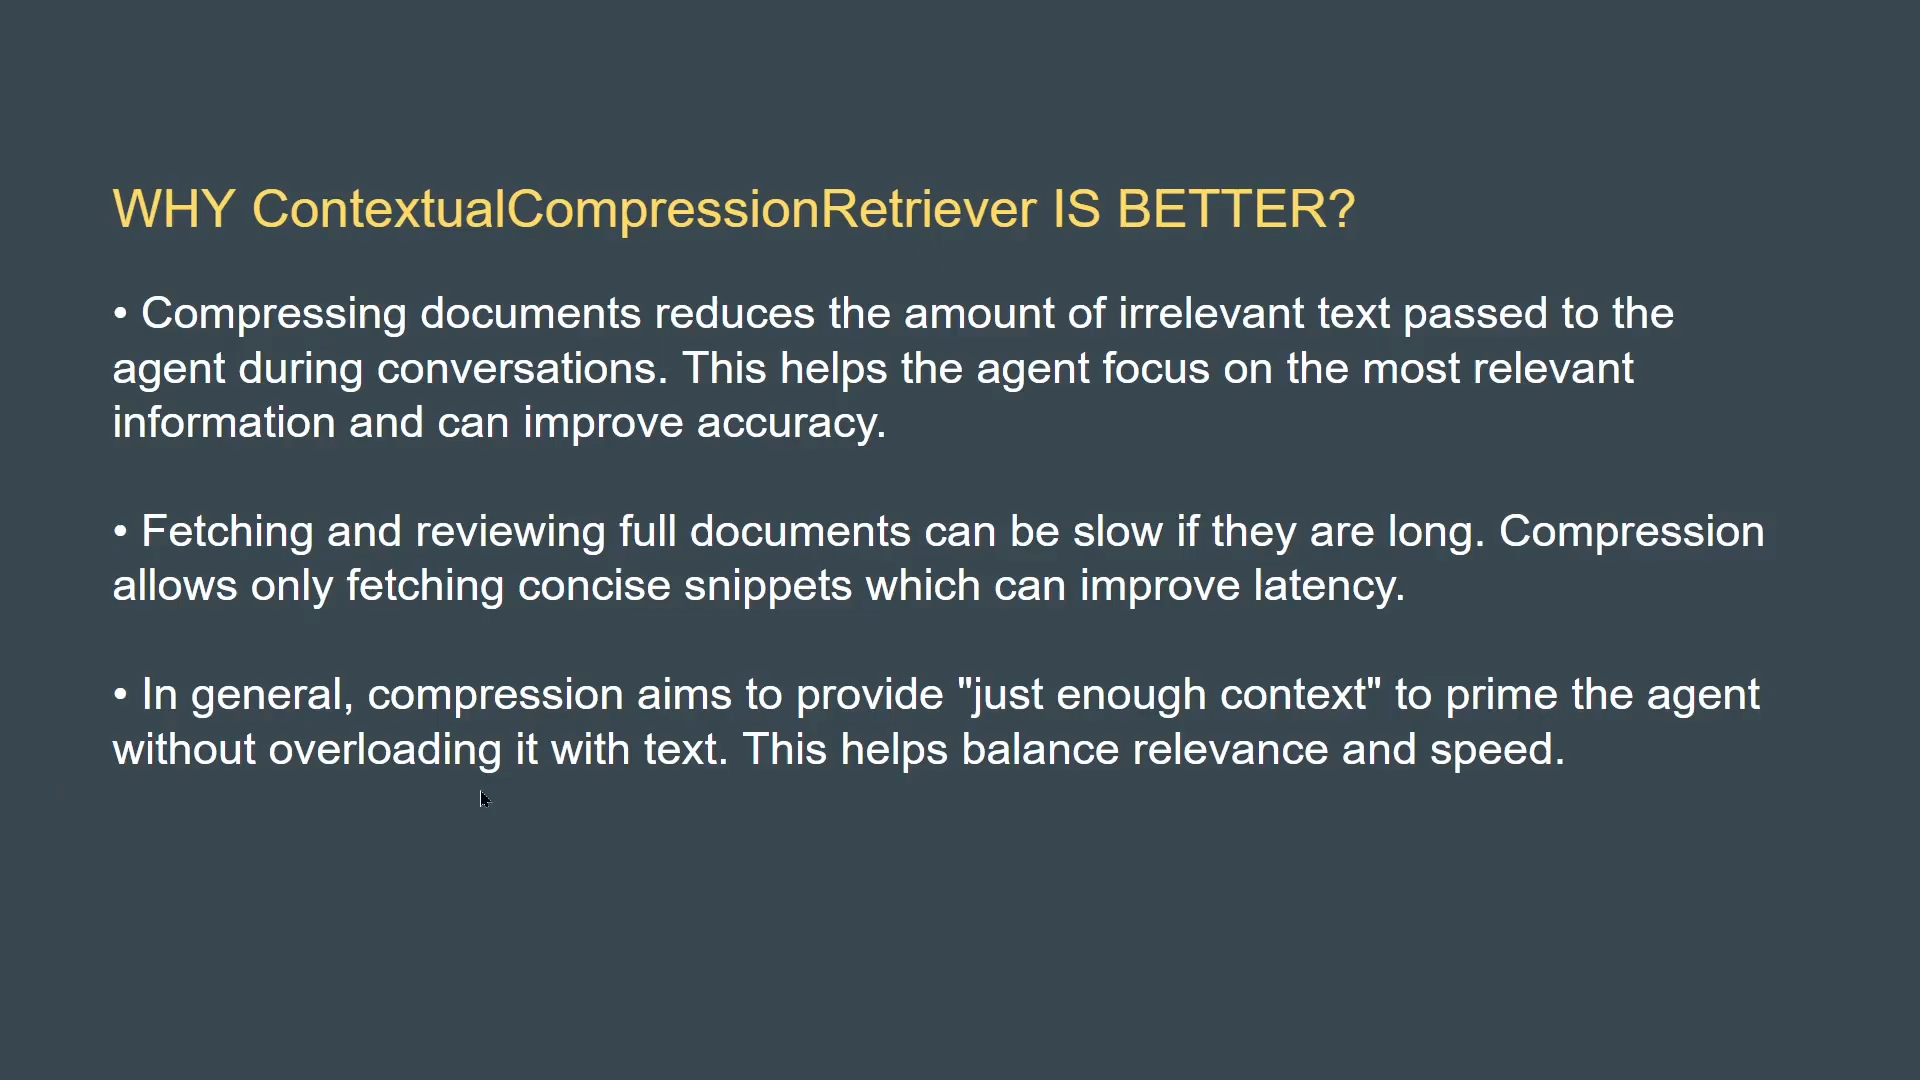 WHY ContextualCompressionRetriever IS BETTER?
• Compressing documents reduces the amount of irrelevant text passed to the
agent during conversations. This helps the agent focus on the most relevant
information and can improve accuracy.
• Fetching and reviewing full documents can be slow if they are long. Compression
allows only fetching concise snippets which can improve latency.
• In general, compression aims to provide "just enough context" to prime the agent
without overloading it with text. This helps balance relevance and speed.